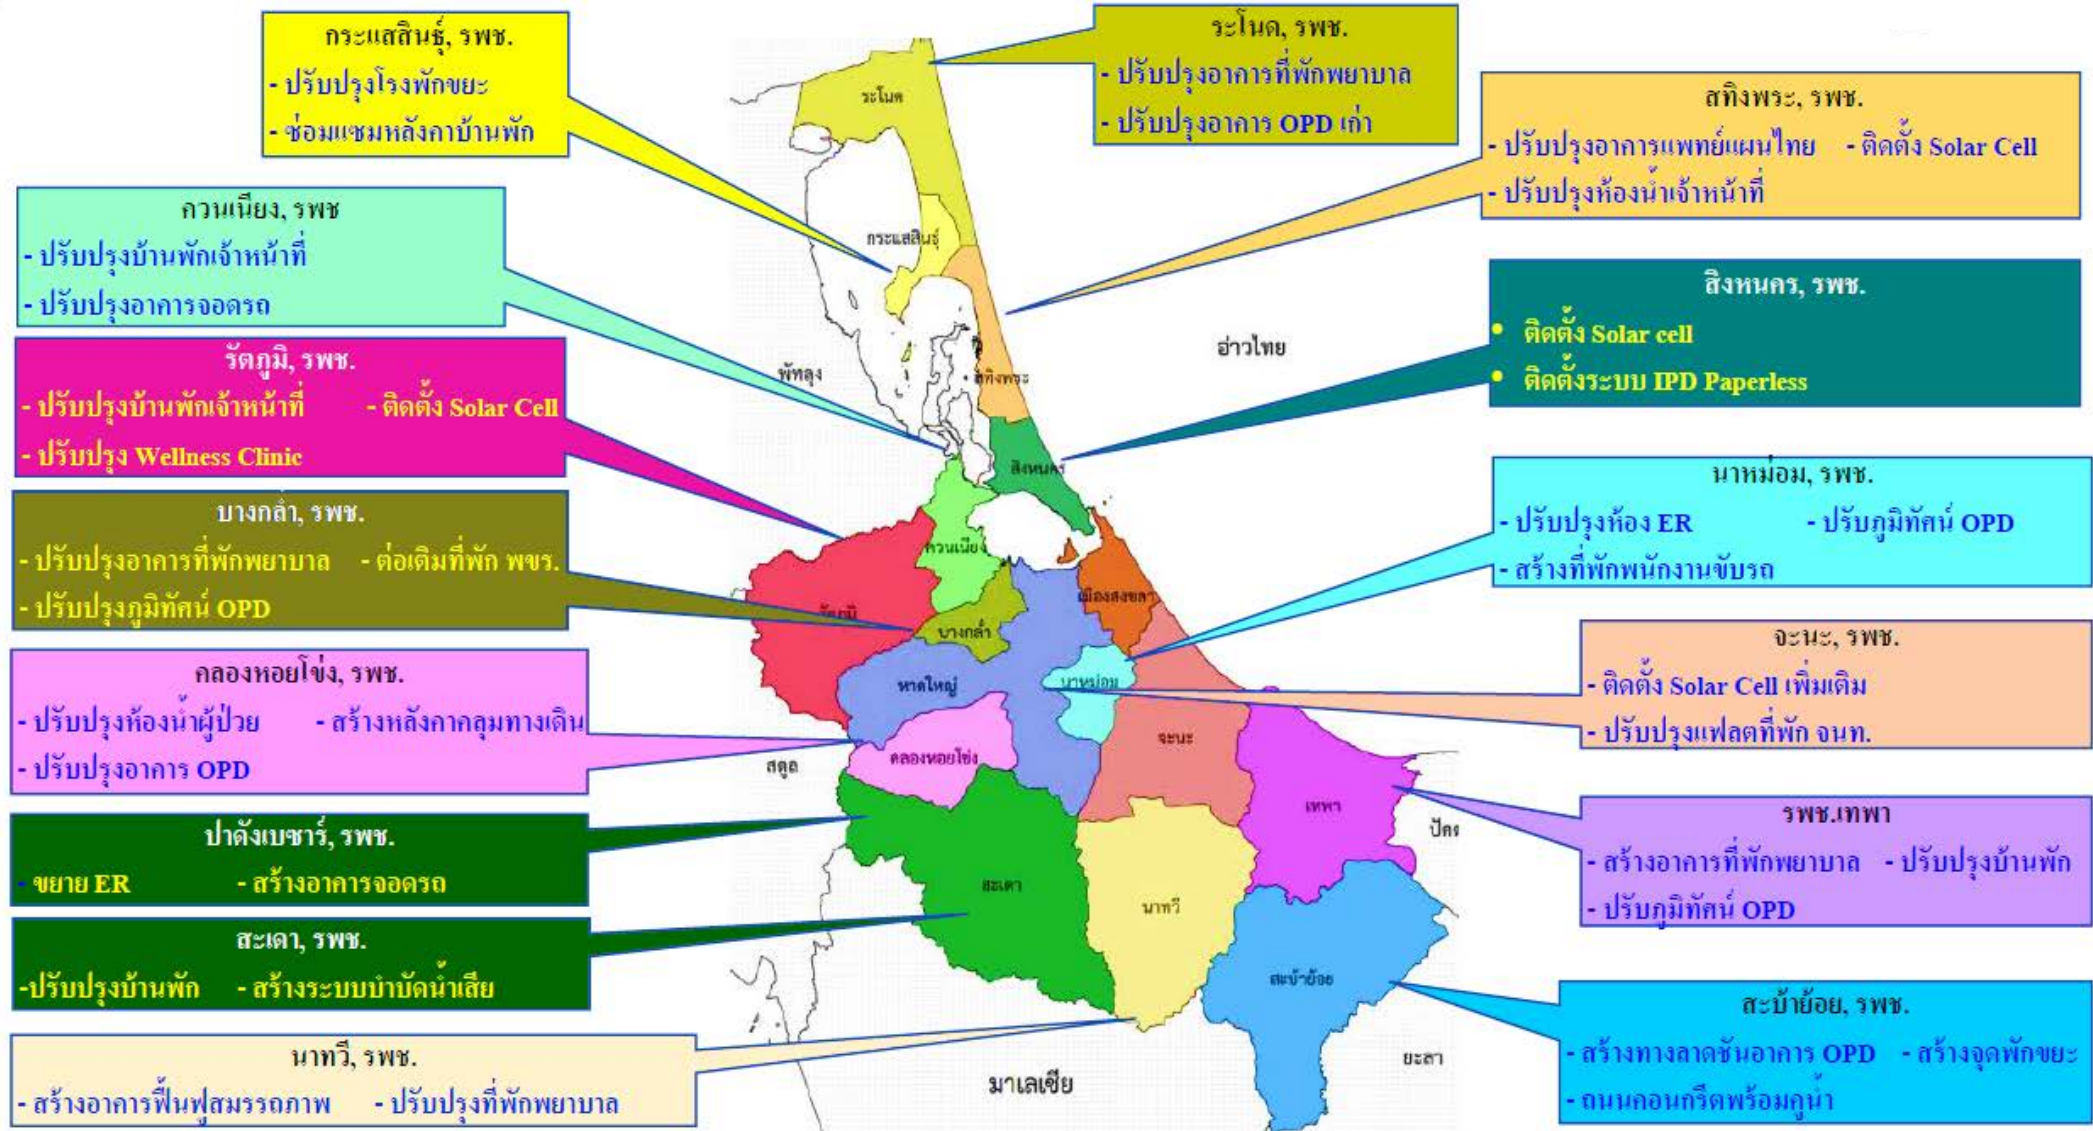 กระแสสินธุ์, รพช.
- ปรับปรุงโรงพักขยะ
- ซ่อมแซมหลังคาบ้านพัก
ระโนด, รพช.
- ปรับปรุงอาคารที่พักพยาบาล
- ปรับปรุงอาคาร OPD เก่า
สทิงพระ, รพช.
- ปรับปรุงอาคารแพทย์แผนไทย - ติดตั้ง Solar Cell
- ปรับปรุงห้องน้ำเจ้าหน้าที่
ควนเนียง, รพช
- ปรับปรุงบ้านพักเจ้าหน้าที่
- ปรับปรุงอาคารจอดรถ
สิงหนคร, รพช.
• ติดตั้ง Solar cell
• ติดตั้งระบบ IPD Paperless
รัตภูมิ, รพช.
- ปรับปรุงบ้านพักเจ้าหน้าที่ - ติดตั้ง Solar Cell
- ปรับปรุง Wellness Clinic
นาหม่อม, รพช.
- ปรับปรุงห้อง ER - ปรับภูมิทัศน์ OPD
- สร้างที่พักพนักงานขับรถ
บางกล่ำ, รพช.
- ปรับปรุงอาคารที่พักพยาบาล - ต่อเติมที่พัก พขร.
- ปรับปรุงภูมิทัศน์ OPD
จะนะ, รพช.
- ติดตั้ง Solar Cell เพิ่มเติม
- ปรับปรุงแฟลตที่พัก จนท.
คลองหอยโข่ง, รพช.
- ปรับปรุงห้องน้ำผู้ป่วย - สร้างหลังคาคลุมทางเดิน
- ปรับปรุงอาคาร OPD
รพช.เทพา
- สร้างอาคารที่พักพยาบาล - ปรับปรุงบ้านพัก
- ปรับภูมิทัศน์ OPD
ปาดังเบซาร์, รพช.
- ขยาย ER - สร้างอาคารจอดรถ
สะเดา, รพช.
-ปรับปรุงบ้านพัก - สร้างระบบบำบัดน้ำเสีย
สะบ้าย้อย, รพช.
- สร้างทางลาดชันอาคาร OPD - สร้างจุดพักขยะ
- ถนนคอนกรีตพร้อมคูน้ำ
นาทวี, รพช.
- สร้างอาคารฟื้นฟูสมรรถภาพ - ปรับปรุงที่พักพยาบาล
ระโนด
กระแสสินธุ์
อ่าวไทย
พัทลุง
สทิงพระ
สิงหนคร
ควนเนียง
เมืองสงขลา
รัตภูมิ
บางกล่ำ
หาดใหญ่
นาหม่อม
จะนะ
คลองหอยโข่ง
สตูล
เทพา
สะเดา
นาทวี
สะบ้าย้อย
ยะลา
มาเลเซีย